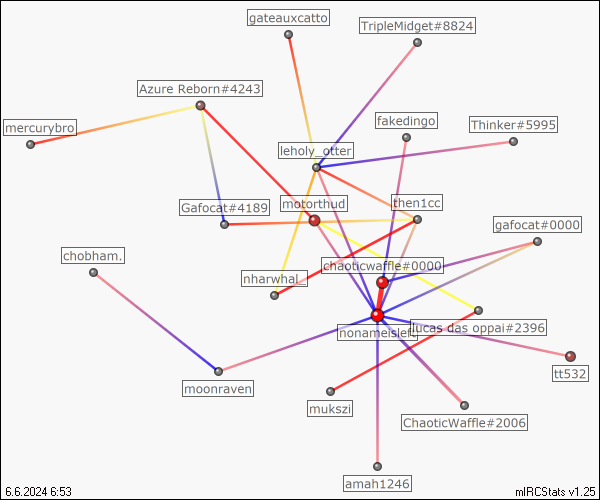 gateauxcatto
TripleMidget#8824
Azure Reborn#4243
mercurybro
fakedingo
Thinker#5995
leholy_otter
Gafocat#4189
motorthud
then1cc
gafocat#0000
chobham.
nharwhal_
chaoticwaffle#0000
nonameisleft
lucas das oppai#2396
moonraven
tt532
mukszi
ChaoticWaffle#2006
amah1246
6.6.2024 6:53
mIRCStats v1.25